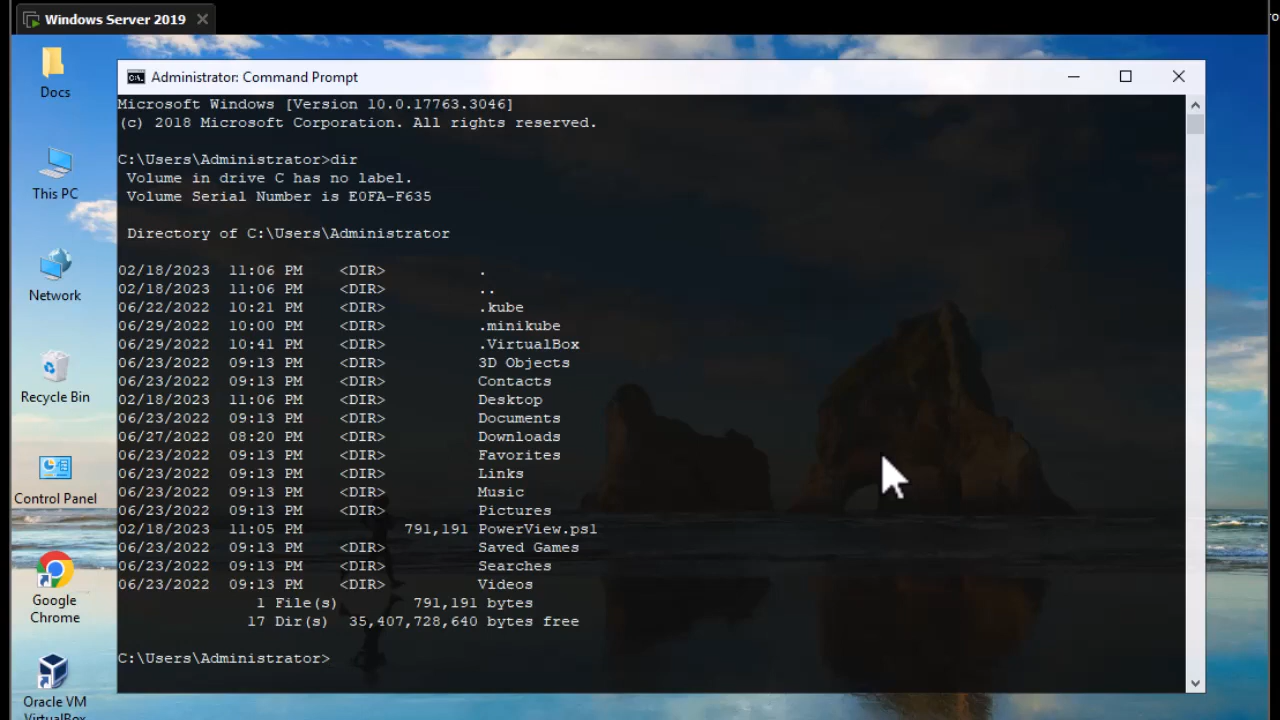 Windows Server 2019
Administrator: Command Prompt
Microsoft Windows [Version 10.0.17763.3046]
(c) 2018 Microsoft Corporation. All rights reserved.
C:\Users\Administrator>dir
Volume in drive C has no label.
Volume Serial Number is E0FA-F635
Directory of C:\Users\Administrator
02/18/2023  11:06 PM    <DIR>          .
02/18/2023  11:06 PM    <DIR>          ..
06/22/2022  10:21 PM    <DIR>          .kube
06/29/2022  10:00 PM    <DIR>          .minikube
06/29/2022  10:41 PM    <DIR>          .VirtualBox
06/23/2022  09:13 PM    <DIR>          3D Objects
06/23/2022  09:13 PM    <DIR>          Contacts
02/18/2023  11:06 PM    <DIR>          Desktop
06/23/2022  09:13 PM    <DIR>          Documents
06/27/2022  08:20 PM    <DIR>          Downloads
06/23/2022  09:13 PM    <DIR>          Favorites
06/23/2022  09:13 PM    <DIR>          Links
06/23/2022  09:13 PM    <DIR>          Music
06/23/2022  09:13 PM    <DIR>          Pictures
02/18/2023  11:05 PM           791,191 PowerView.ps1
06/23/2022  09:13 PM    <DIR>          Saved Games
06/23/2022  09:13 PM    <DIR>          Searches
06/23/2022  09:13 PM    <DIR>          Videos
1 File(s)        791,191 bytes
17 Dir(s)  35,407,728,640 bytes free
C:\Users\Administrator>
Docs
This PC
Network
Recycle Bin
Control Panel
Google
Chrome
Oracle VM
VirtualBox